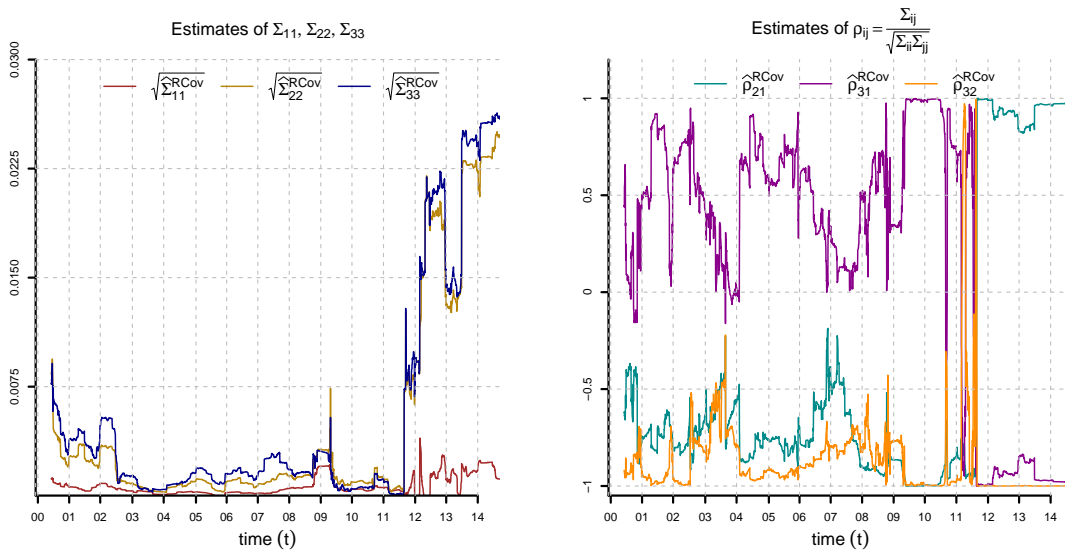 Estimates of Σ₁₁, Σ₂₂, Σ₃₃
√Σ̂₁₁ᴿᶜᵒᵛ √Σ̂₂₂ᴿᶜᵒᵛ √Σ̂₃₃ᴿᶜᵒᵛ
0.0300
0.0225
0.0150
0.0075
00 01 02 03 04 05 06 07 08 09 10 11 12 13 14
time (t)
Estimates of ρᵢⱼ = Σᵢⱼ / √ΣᵢᵢΣⱼⱼ
ρ̂₂₁ᴿᶜᵒᵛ ρ̂₃₁ᴿᶜᵒᵛ ρ̂₃₂ᴿᶜᵒᵛ
1
0.5
0
−0.5
−1
00 01 02 03 04 05 06 07 08 09 10 11 12 13 14
time (t)